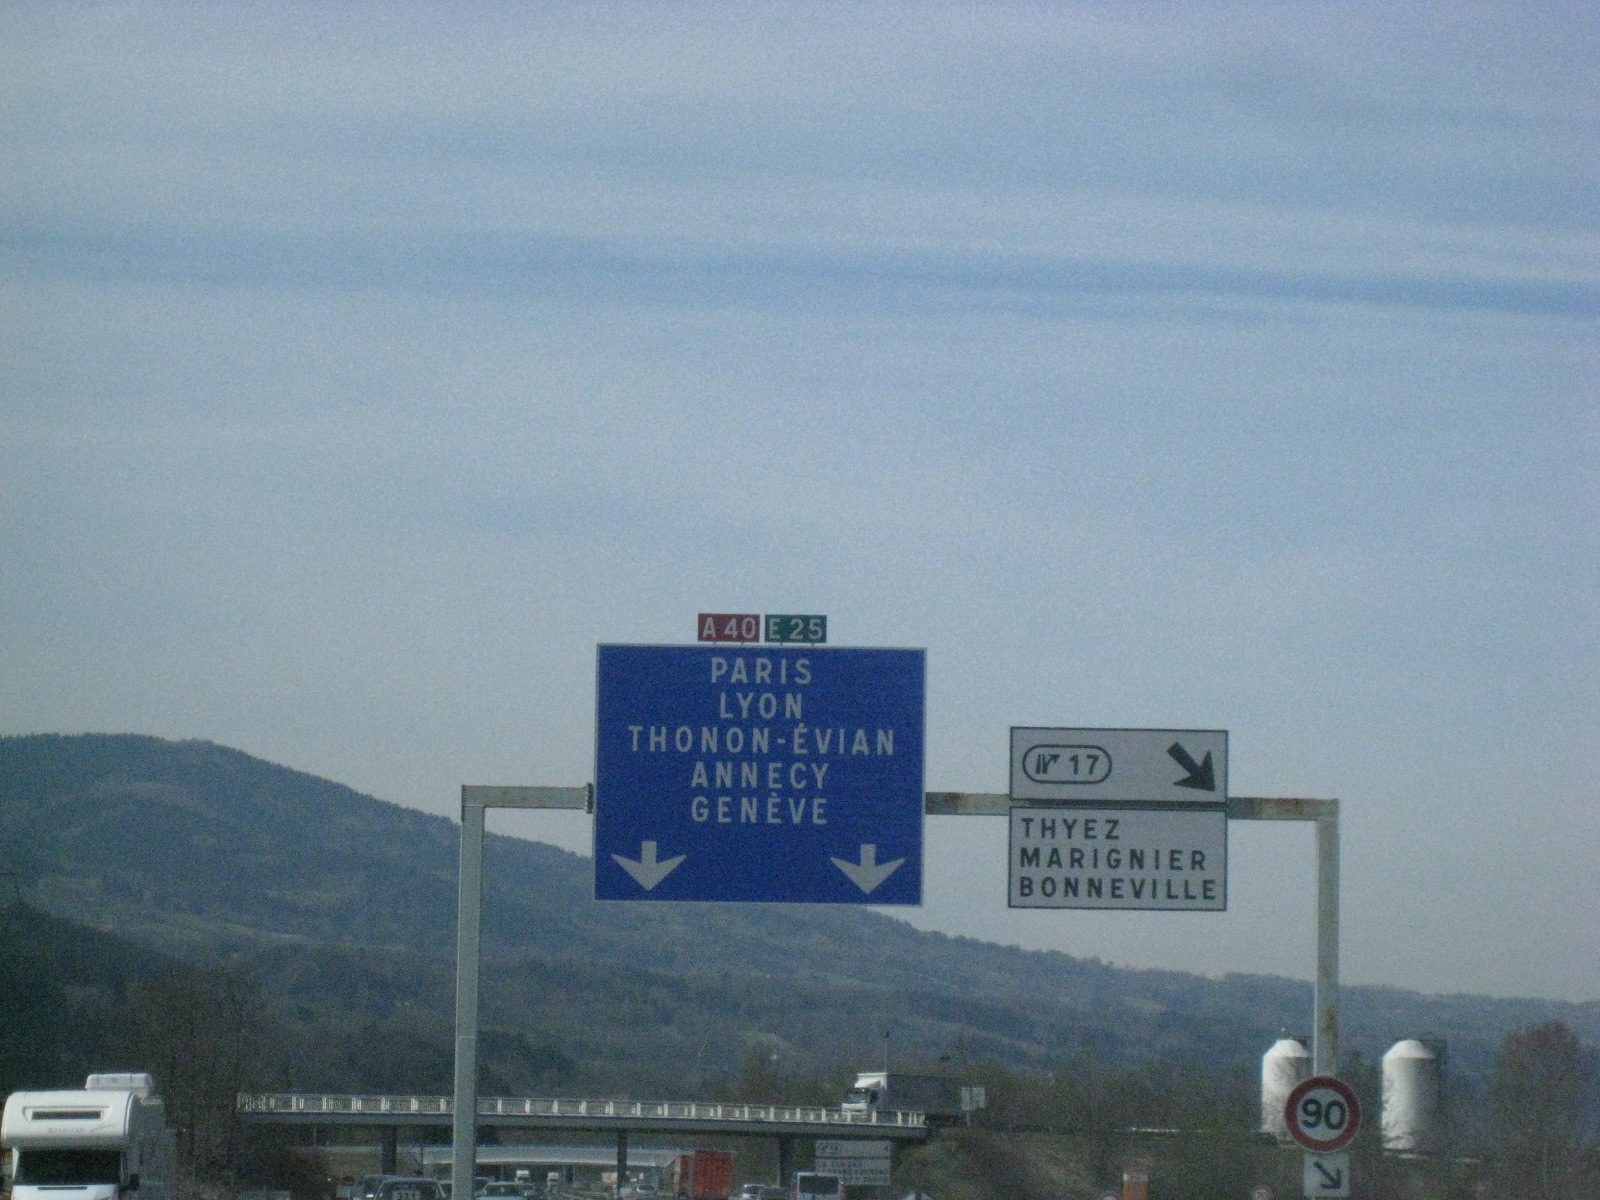 A 40 E 25
PARIS
LYON
THONON-ÉVIAN
ANNECY
GENÈVE
17
THYEZ
MARIGNIER
BONNEVILLE
90